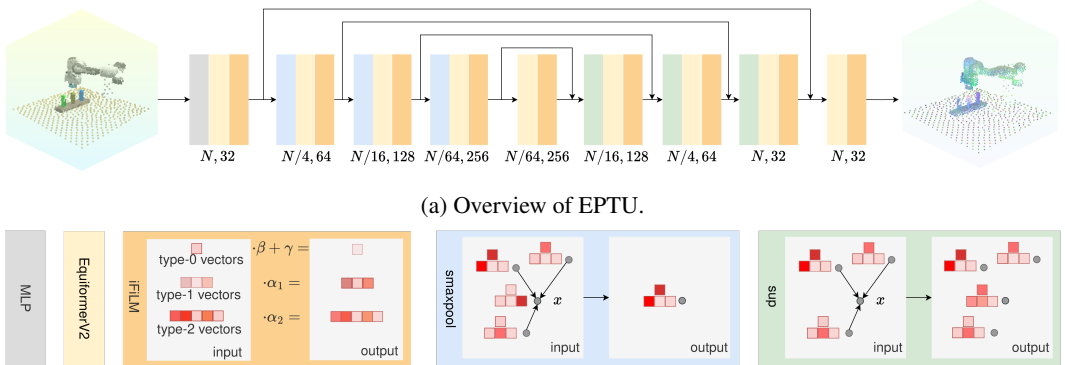 N, 32
N/4, 64
N/16, 128
N/64, 256
N/64, 256
N/16, 128
N/4, 64
N, 32
N, 32
(a) Overview of EPTU.
MLP
EquiformerV2
iFiLM
type-0 vectors
type-1 vectors
type-2 vectors
input
·β + γ =
·α₁ =
·α₂ =
output
smaxpool
x
input
output
sup
x
input
output